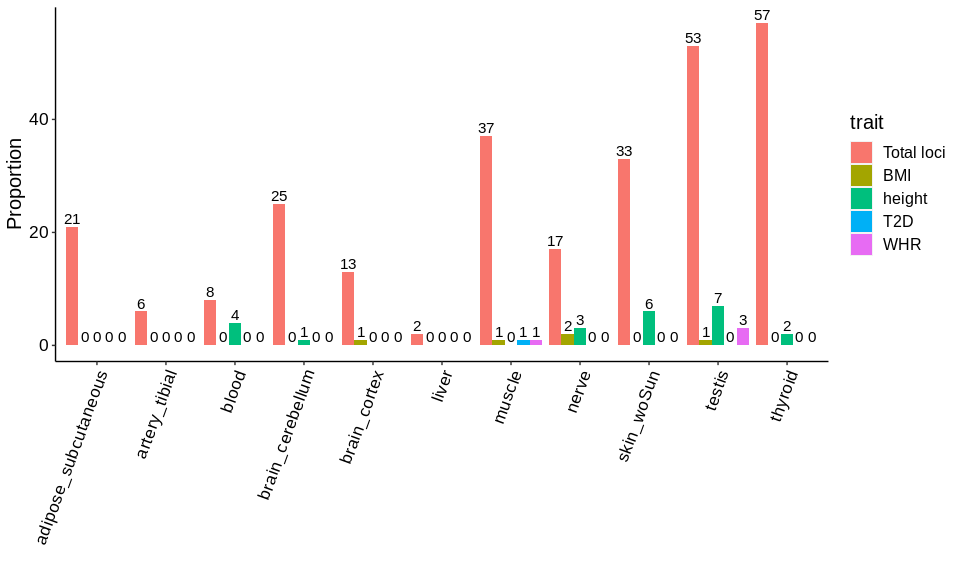 Proportion
0
20
40
21 0 0 0 0
6 0 0 0 0
8 0 4 0 0
25 0 1 0 0
13 1 0 0 0
2 0 0 0 0
37 1 0 1 1
17 2 3 0 0
33 0 6 0 0
53 1 7 0 3
57 0 2 0 0
adipose_subcutaneous
artery_tibial
blood
brain_cerebellum
brain_cortex
liver
muscle
nerve
skin_woSun
testis
thyroid
trait
Total loci
BMI
height
T2D
WHR